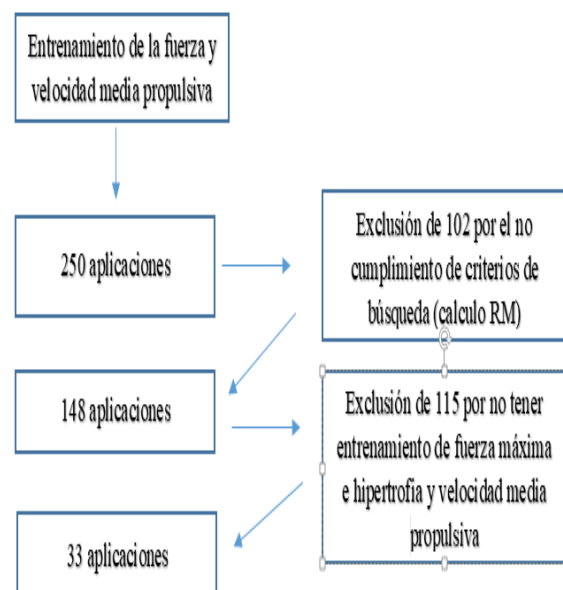 Entrenamiento de la fuerza y
velocidad media propulsiva
250 aplicaciones
Exclusión de 102 por el no
cumplimiento de criterios de
búsqueda (calculo RM)
148 aplicaciones
Exclusión de 115 por no tener
entrenamiento de fuerza máxima
e hipertrofia y velocidad media
propulsiva
33 aplicaciones